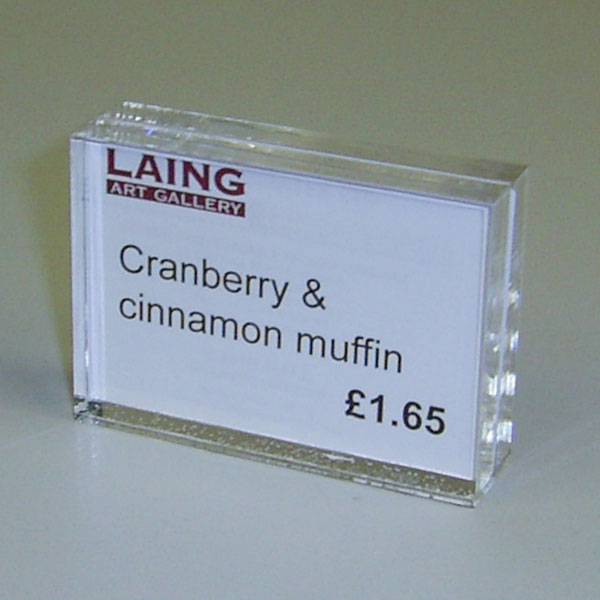 LAING
ART GALLERY
Cranberry &
cinnamon muffin
£1.65